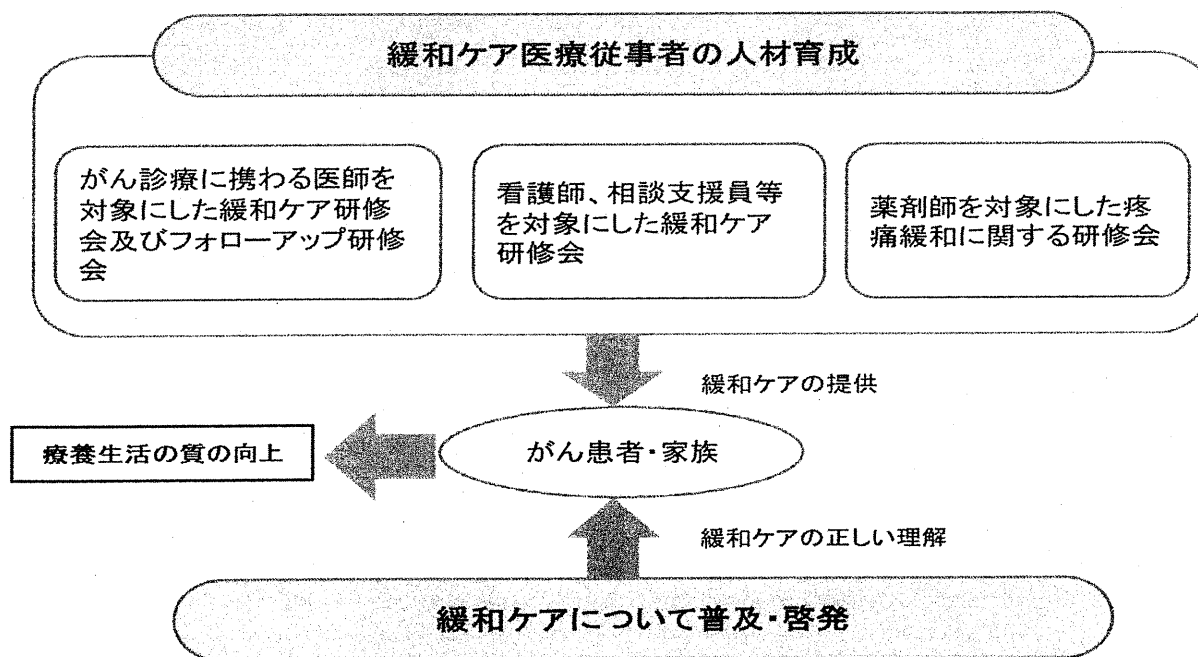 緩和ケア医療従事者の人材育成
がん診療に携わる医師を
対象にした緩和ケア研修
会及びフォローアップ研修
会
看護師、相談支援員等
を対象にした緩和ケア
研修会
薬剤師を対象にした疼
痛緩和に関する研修会
緩和ケアの提供
がん患者・家族
療養生活の質の向上
緩和ケアの正しい理解
緩和ケアについて普及・啓発